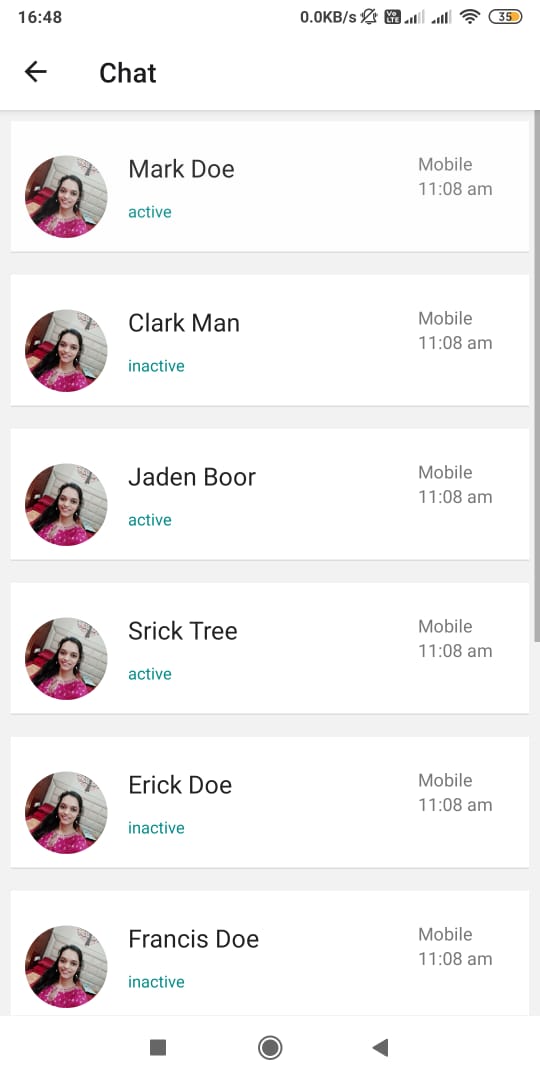 16:48 0.0KB/s Vo LTE 35
Chat
Mark Doe
Mobile
11:08 am
active
Clark Man
Mobile
11:08 am
inactive
Jaden Boor
Mobile
11:08 am
active
Srick Tree
Mobile
11:08 am
active
Erick Doe
Mobile
11:08 am
inactive
Francis Doe
Mobile
11:08 am
inactive